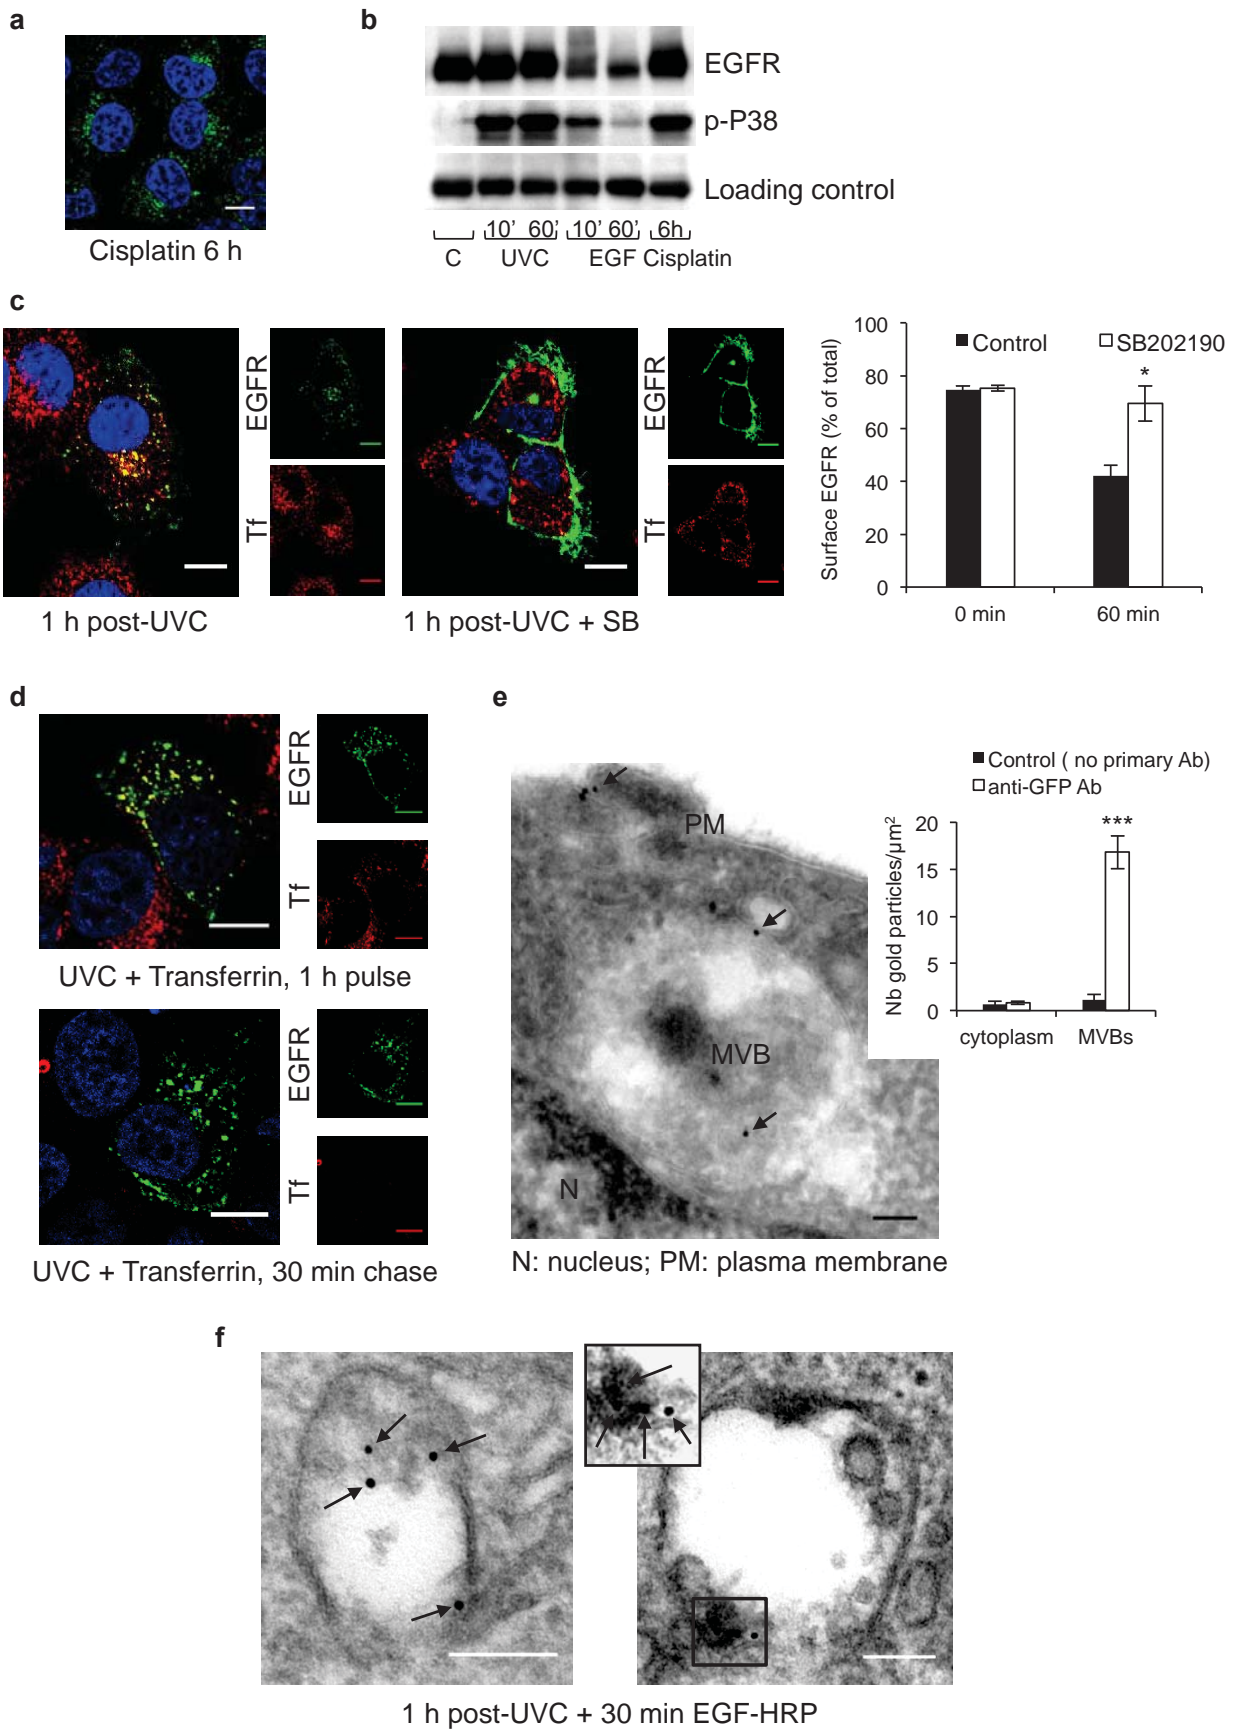 a
Cisplatin 6 h
b
EGFR
p-P38
Loading control
10’ 60’ 10’ 60’ 6h
C UVC EGF Cisplatin
c
EGFR
Tf
1 h post-UVC
EGFR
Tf
1 h post-UVC + SB
Surface EGFR (% of total)
100
80
60
40
20
0
Control SB202190
*
0 min 60 min
d
EGFR
Tf
UVC + Transferrin, 1 h pulse
EGFR
Tf
UVC + Transferrin, 30 min chase
e
PM
MVB
N
N: nucleus; PM: plasma membrane
Control ( no primary Ab)
anti-GFP Ab
Nb gold particles/µm²
20
15
10
5
0
***
cytoplasm MVBs
f
1 h post-UVC + 30 min EGF-HRP